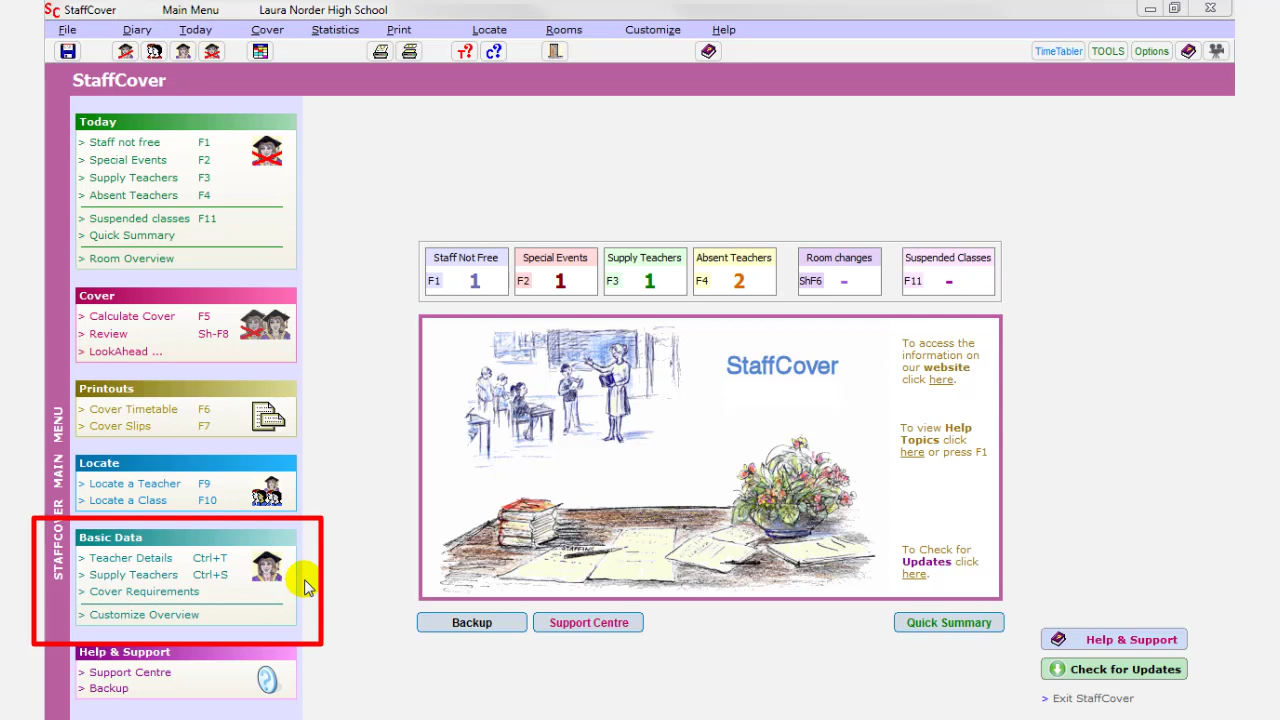 SC StaffCover Main Menu Laura Norder High School
File Diary Today Cover Statistics Print Locate Rooms Customize Help
T? C? TimeTabler TOOLS Options
StaffCover
STAFFCOVER MAIN MENU
Today
> Staff not free F1
> Special Events F2
> Supply Teachers F3
> Absent Teachers F4
> Suspended classes F11
> Quick Summary
> Room Overview
Cover
> Calculate Cover F5
> Review Sh-F8
> LookAhead ...
Printouts
> Cover Timetable F6
> Cover Slips F7
Locate
> Locate a Teacher F9
> Locate a Class F10
Basic Data
> Teacher Details Ctrl+T
> Supply Teachers Ctrl+S
> Cover Requirements
> Customize Overview
Help & Support
> Support Centre
> Backup
Staff Not Free Special Events Supply Teachers Absent Teachers Room changes Suspended Classes
F1 1 F2 1 F3 1 F4 2 ShF6 - F11 -
StaffCover
To access the
information on
our website
click here.
To view Help
Topics click
here or press F1
To Check for
Updates click
here.
Backup Support Centre Quick Summary
Help & Support
Check for Updates
> Exit StaffCover